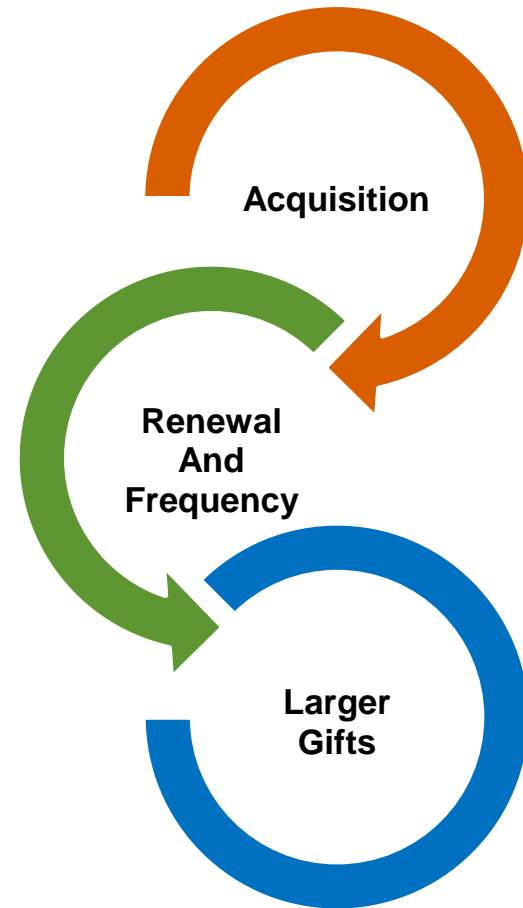 Acquisition
Renewal
And
Frequency
Larger
Gifts